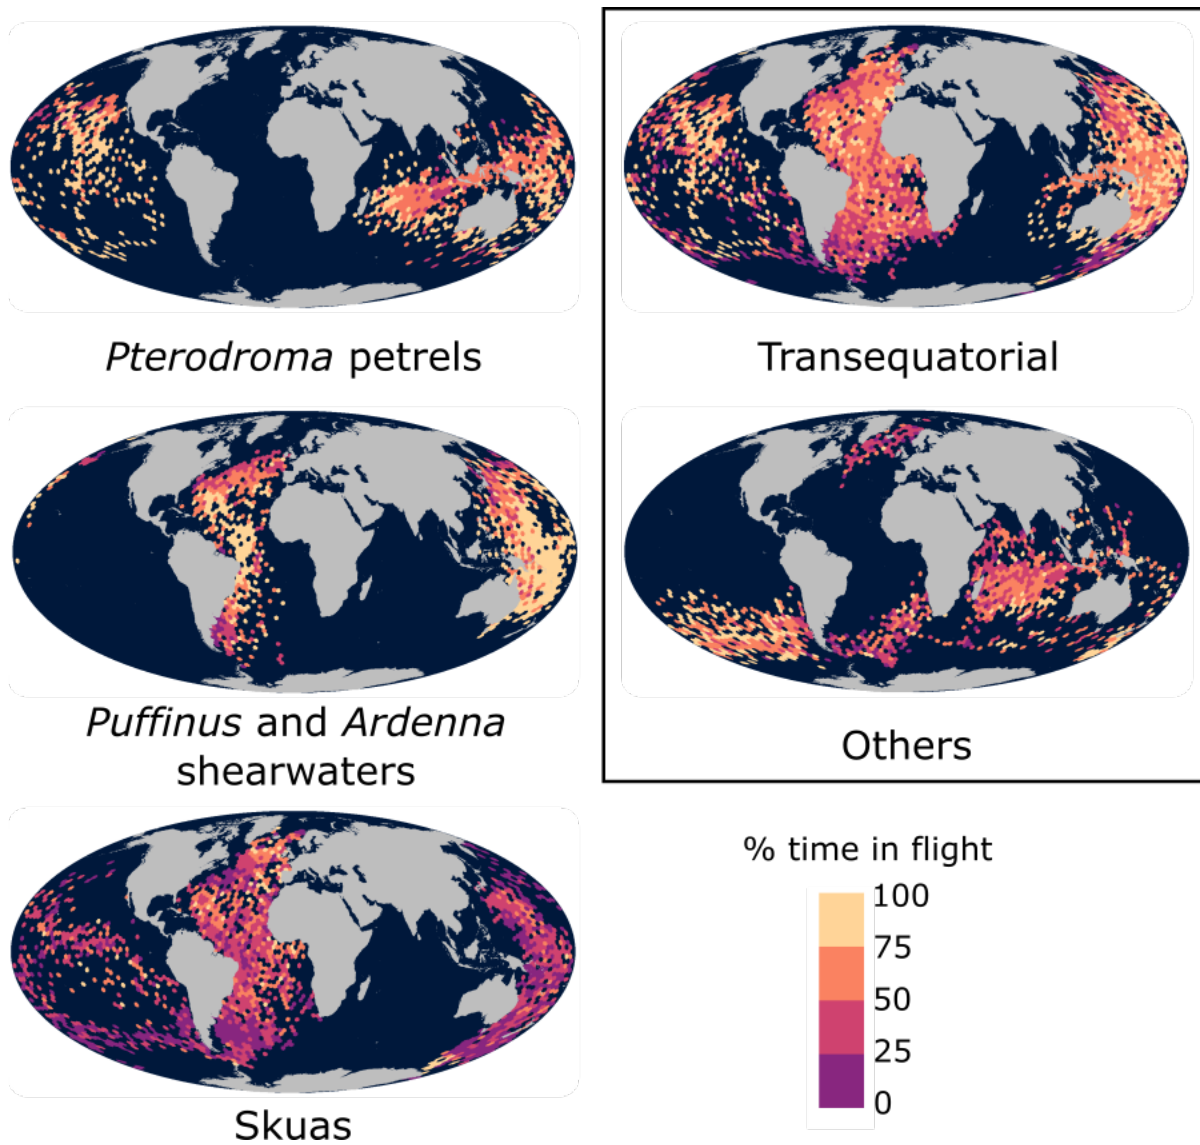 Pterodroma petrels
Transequatorial
Puffinus and Ardenna
shearwaters
Others
Skuas
% time in flight
100
75
50
25
0